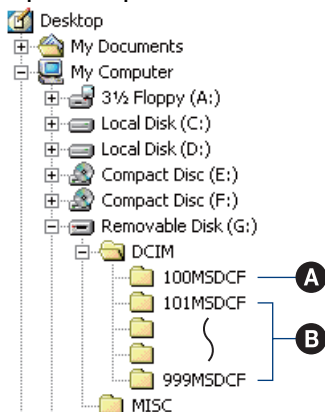 Desktop
My Documents
My Computer
3½ Floppy (A:)
Local Disk (C:)
Local Disk (D:)
Compact Disc (E:)
Compact Disc (F:)
Removable Disk (G:)
DCIM
100MSDCF A
101MSDCF
B
999MSDCF
MISC